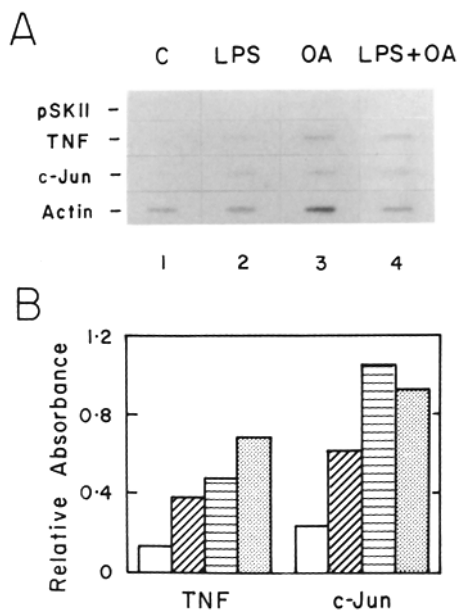 A
C LPS OA LPS+OA
pSKII –
TNF –
c-Jun –
Actin –
1 2 3 4
B
Relative Absorbance
1·2
0·8
0·4
0
TNF c-Jun